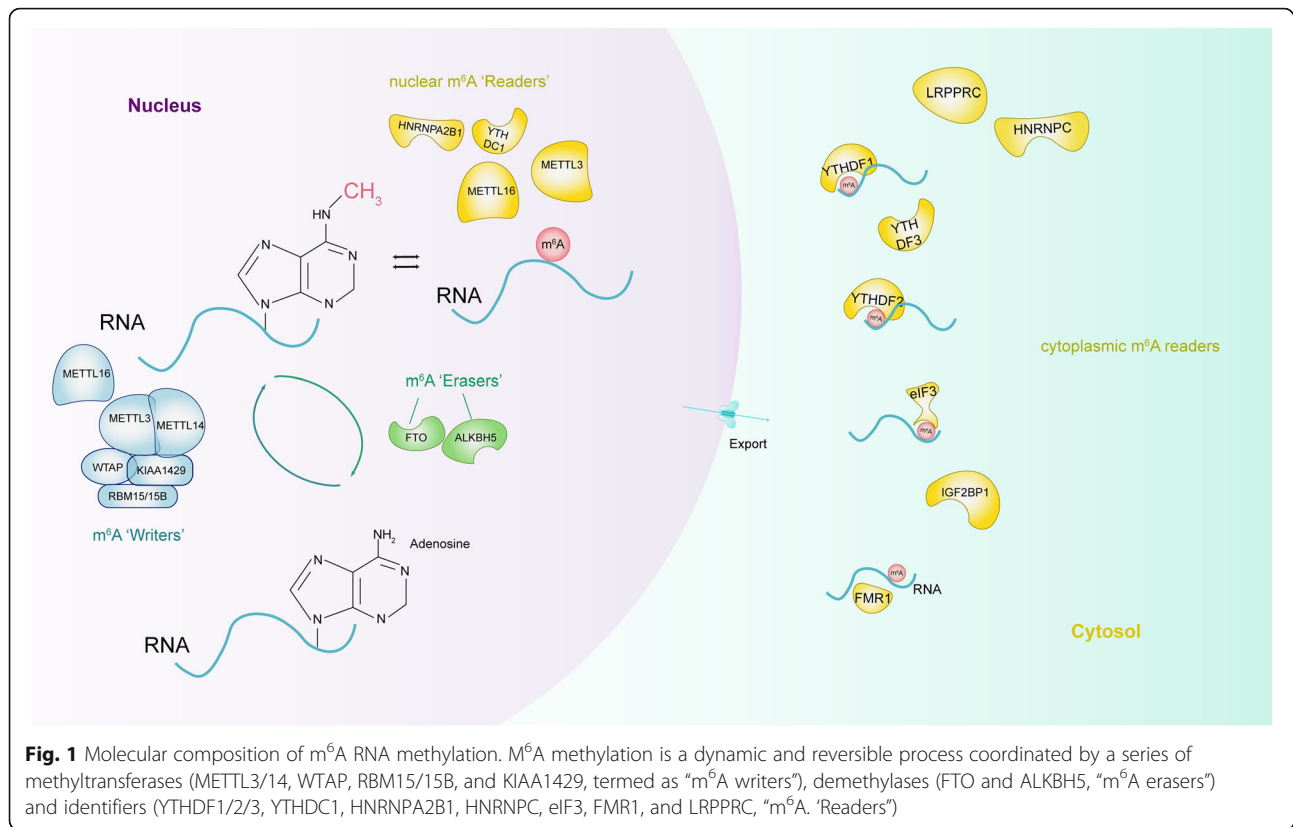 Nucleus
nuclear m⁶A 'Readers'
HNRNPA2B1
YTH
DC1
METTL3
METTL16
CH₃
HN
N
N
N
N
RNA
m⁶A
RNA
METTL16
METTL3
METTL14
WTAP
KIAA1429
RBM15/15B
m⁶A 'Writers'
m⁶A 'Erasers'
FTO
ALKBH5
NH₂
Adenosine
N
N
N
N
RNA
Export
LRPPRC
HNRNPC
YTHDF1
m⁶A
YTH
DF3
YTHDF2
m⁶A
cytoplasmic m⁶A readers
eIF3
m⁶A
IGF2BP1
m⁶A
RNA
FMR1
Cytosol
Fig. 1 Molecular composition of m⁶A RNA methylation. M⁶A methylation is a dynamic and reversible process coordinated by a series of
methyltransferases (METTL3/14, WTAP, RBM15/15B, and KIAA1429, termed as “m⁶A writers”), demethylases (FTO and ALKBH5, “m⁶A erasers”)
and identifiers (YTHDF1/2/3, YTHDC1, HNRNPA2B1, HNRNPC, eIF3, FMR1, and LRPPRC, “m⁶A. ‘Readers”)